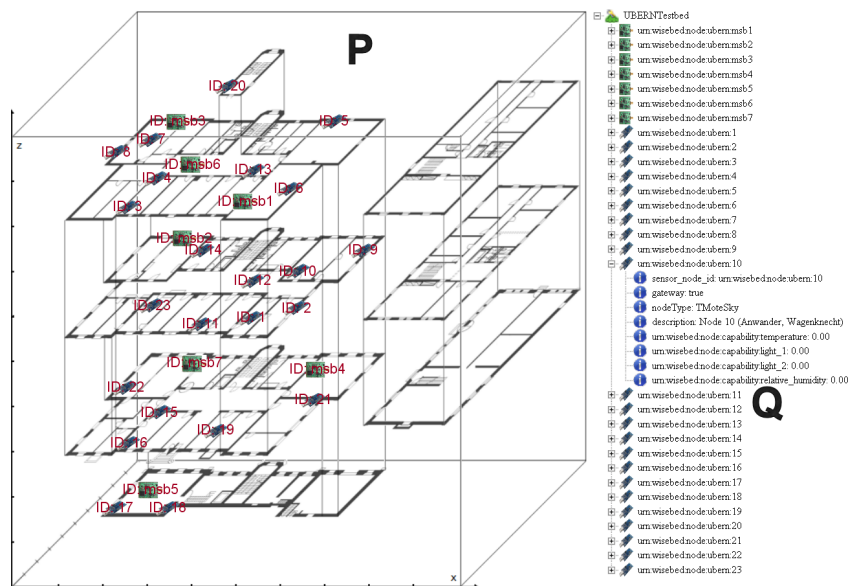 P
z
ID: 20
ID: msb3
ID: 5
ID: 7
ID: 8
ID: msb6
ID: 13
ID: 4
ID: 6
ID: msb1
ID: 3
ID: msb2
ID: 14
ID: 9
ID: 10
ID: 12
ID: 23
ID: 2
ID: 11
ID: 1
ID: msb7
ID: msb4
ID: 22
ID: 21
ID: 15
ID: 19
ID: 16
ID: msb5
ID: 17
ID: 18
x
UBERNTestbed
urn:wisebed:node:ubern:msb1
urn:wisebed:node:ubern:msb2
urn:wisebed:node:ubern:msb3
urn:wisebed:node:ubern:msb4
urn:wisebed:node:ubern:msb5
urn:wisebed:node:ubern:msb6
urn:wisebed:node:ubern:msb7
urn:wisebed:node:ubern:1
urn:wisebed:node:ubern:2
urn:wisebed:node:ubern:3
urn:wisebed:node:ubern:4
urn:wisebed:node:ubern:5
urn:wisebed:node:ubern:6
urn:wisebed:node:ubern:7
urn:wisebed:node:ubern:8
urn:wisebed:node:ubern:9
urn:wisebed:node:ubern:10
sensor_node_id: urn:wisebed:node:ubern:10
gateway: true
nodeType: TMoteSky
description: Node 10 (Anwander, Wagenknecht)
urn:wisebed:node:capability:temperature: 0.00
urn:wisebed:node:capability:light_1: 0.00
urn:wisebed:node:capability:light_2: 0.00
urn:wisebed:node:capability:relative_humidity: 0.00
urn:wisebed:node:ubern:11
Q
urn:wisebed:node:ubern:12
urn:wisebed:node:ubern:13
urn:wisebed:node:ubern:14
urn:wisebed:node:ubern:15
urn:wisebed:node:ubern:16
urn:wisebed:node:ubern:17
urn:wisebed:node:ubern:18
urn:wisebed:node:ubern:19
urn:wisebed:node:ubern:20
urn:wisebed:node:ubern:21
urn:wisebed:node:ubern:22
urn:wisebed:node:ubern:23